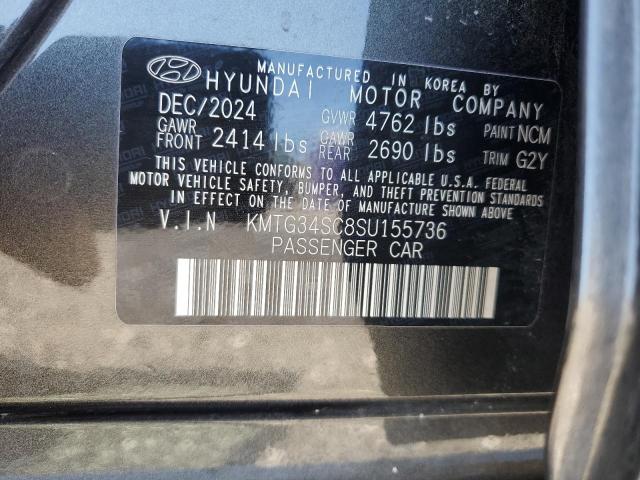 MANUFACTURED IN KOREA BY
HYUNDAI MOTOR COMPANY
DEC/2024 GVWR 4762 lbs PAINT NCM
GAWR FRONT 2414 lbs GAWR REAR 2690 lbs TRIM G2Y
THIS VEHICLE CONFORMS TO ALL APPLICABLE U.S.A. FEDERAL
MOTOR VEHICLE SAFETY, BUMPER, AND THEFT PREVENTION STANDARDS
IN EFFECT ON THE DATE OF MANUFACTURE SHOWN ABOVE.
V.I.N KMTG34SC8SU155736
PASSENGER CAR